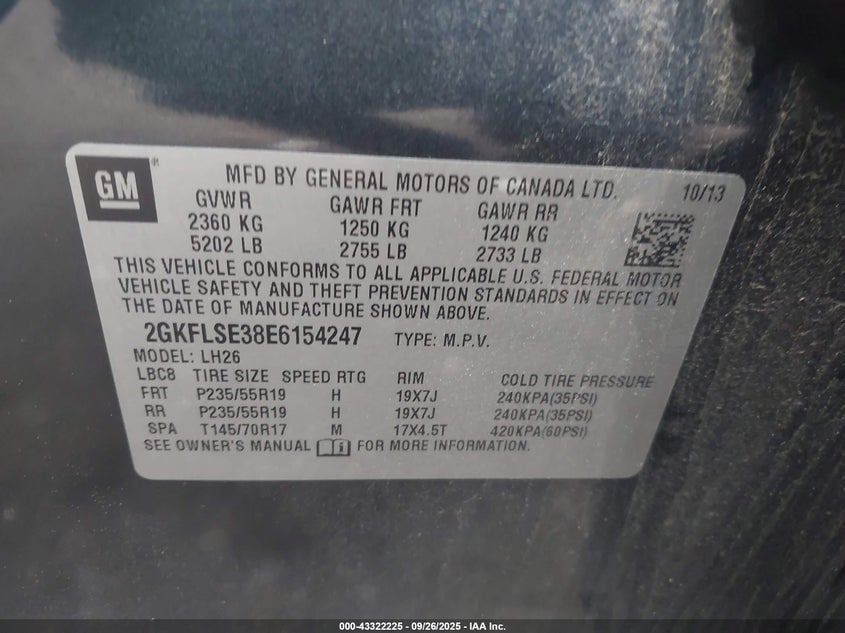 GM ®
MFD BY GENERAL MOTORS OF CANADA LTD. 10/13
GVWR GAWR FRT GAWR RR
2360 KG 1250 KG 1240 KG
5202 LB 2755 LB 2733 LB
THIS VEHICLE CONFORMS TO ALL APPLICABLE U.S. FEDERAL MOTOR
VEHICLE SAFETY AND THEFT PREVENTION STANDARDS IN EFFECT ON
THE DATE OF MANUFACTURE SHOWN ABOVE.
2GKFLSE38E6154247 TYPE: M.P.V.
MODEL: LH26
LBC8 TIRE SIZE SPEED RTG RIM COLD TIRE PRESSURE
FRT P235/55R19 H 19X7J 240KPA(35PSI)
RR P235/55R19 H 19X7J 240KPA(35PSI)
SPA T145/70R17 M 17X4.5T 420KPA(60PSI)
SEE OWNER'S MANUAL i FOR MORE INFORMATION.
000-43322225 - 09/26/2025 - IAA Inc.